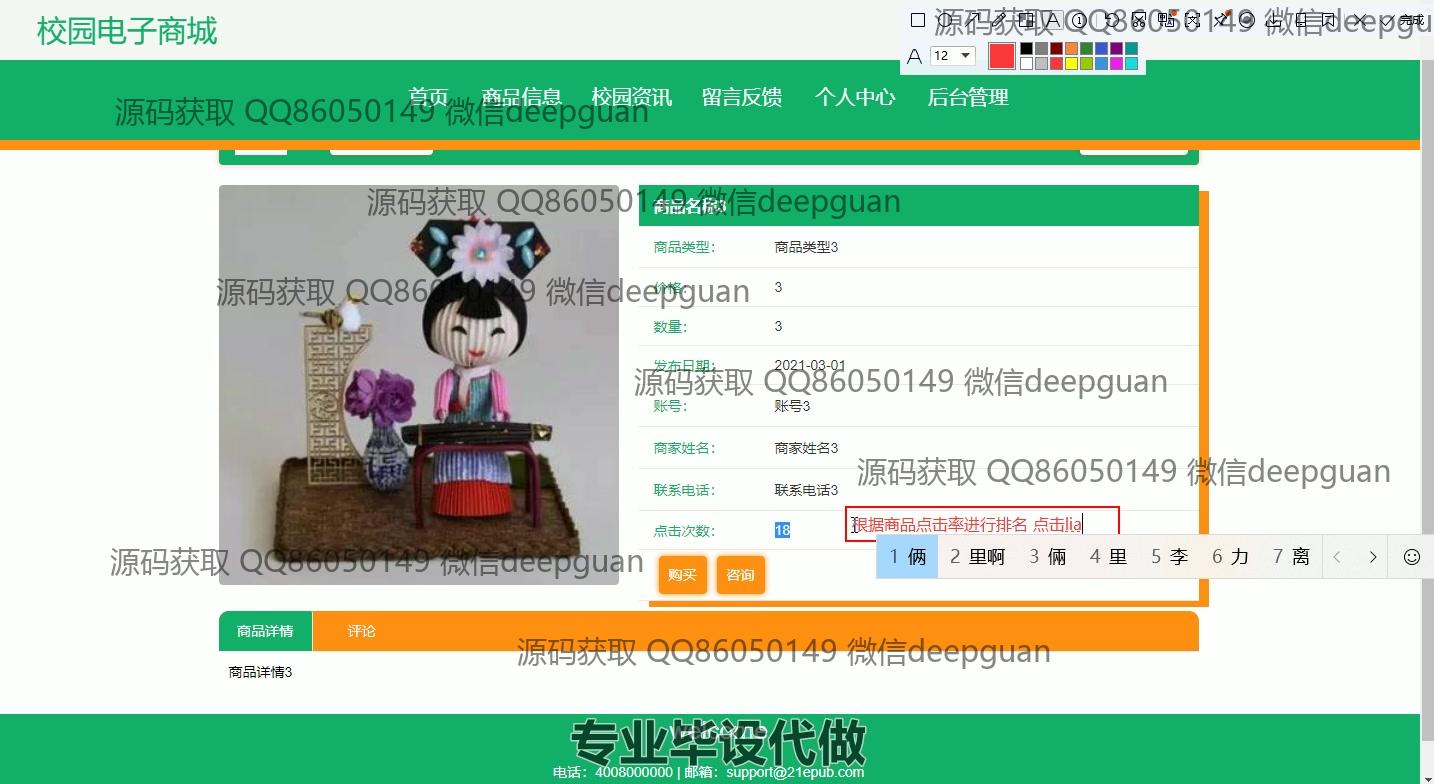 校园电子商城
源码获取 QQ86050149 微信deepguan
完成
12
首页 商品信息 校园资讯 留言反馈 个人中心 后台管理
源码获取 QQ86050149 微信deepguan
源码获取 QQ86050149 微信deepguan
商品名称3
商品类型： 商品类型3
源码获取 QQ86050149 微信deepguan
价格： 3
数量： 3
发布日期： 2021-03-01
源码获取 QQ86050149 微信deepguan
账号： 账号3
商家姓名： 商家姓名3
源码获取 QQ86050149 微信deepguan
联系电话： 联系电话3
点击次数： 18
根据商品点击率进行排名 点击lia
1 俩 2 里啊 3 倆 4 里 5 李 6 力 7 离
源码获取 QQ86050149 微信deepguan
购买 咨询
商品详情 评论
源码获取 QQ86050149 微信deepguan
商品详情3
welcome
专业毕设代做
电话：4008000000 | 邮箱：support@21epub.com